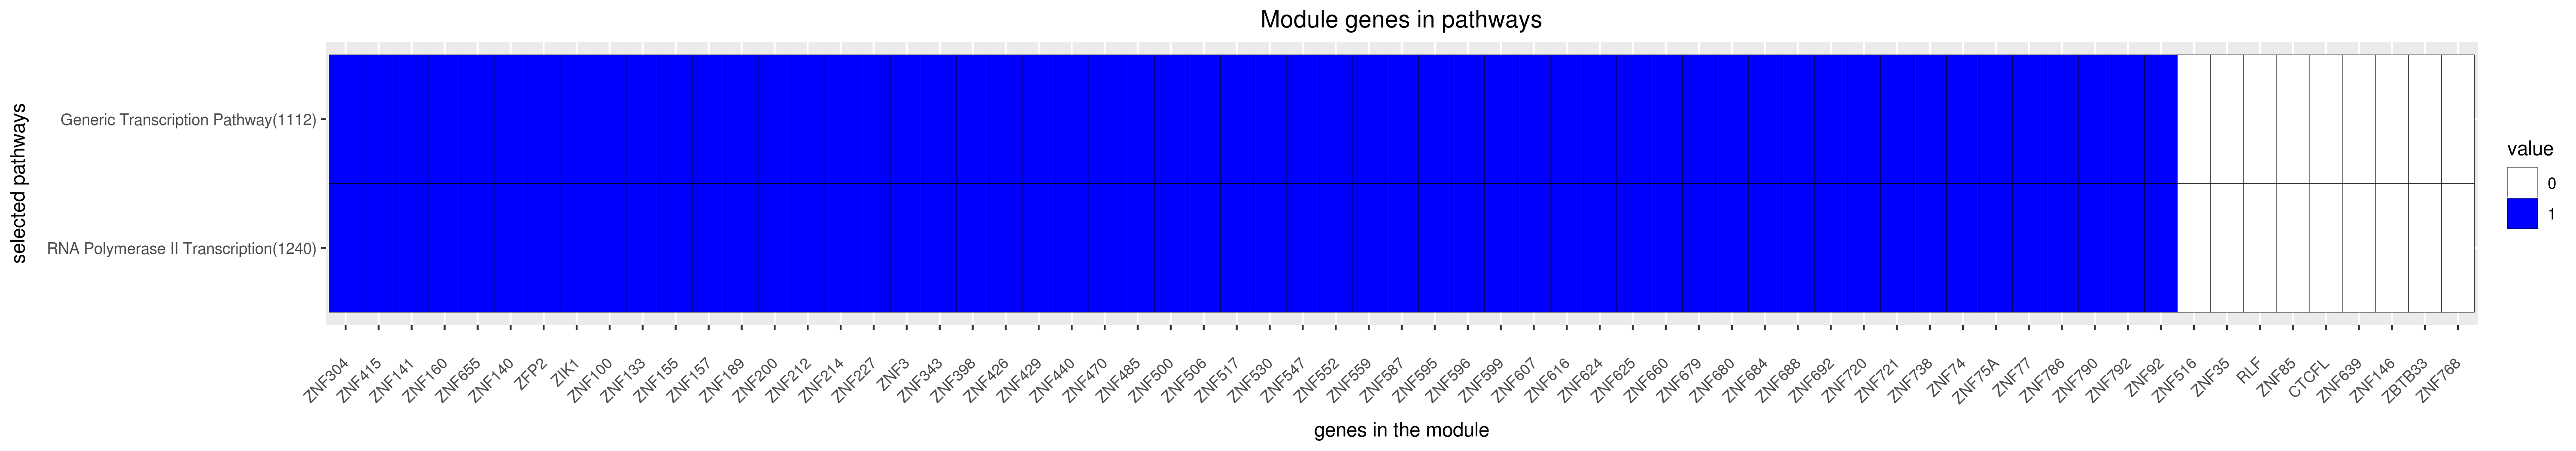 Module genes in pathways
selected pathways
Generic Transcription Pathway(1112)
RNA Polymerase II Transcription(1240)
value
0
1
ZNF304
ZNF415
ZNF141
ZNF160
ZNF655
ZNF140
ZFP2
ZIK1
ZNF100
ZNF133
ZNF155
ZNF157
ZNF189
ZNF200
ZNF212
ZNF214
ZNF227
ZNF3
ZNF343
ZNF398
ZNF426
ZNF429
ZNF440
ZNF470
ZNF485
ZNF500
ZNF506
ZNF517
ZNF530
ZNF547
ZNF552
ZNF559
ZNF587
ZNF595
ZNF596
ZNF599
ZNF607
ZNF616
ZNF624
ZNF625
ZNF660
ZNF679
ZNF680
ZNF684
ZNF688
ZNF692
ZNF720
ZNF721
ZNF738
ZNF74
ZNF75A
ZNF77
ZNF786
ZNF790
ZNF792
ZNF92
ZNF516
ZNF35
RLF
ZNF85
CTCFL
ZNF639
ZNF146
ZBTB33
ZNF768
genes in the module